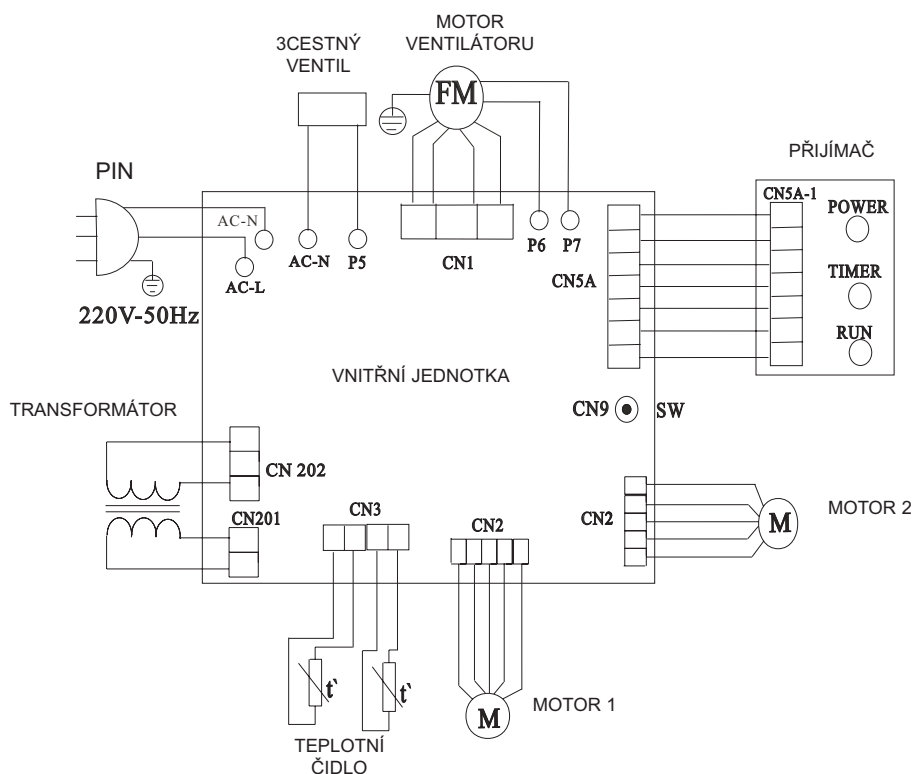 MOTOR
VENTILÁTORU
3CESTNÝ
VENTIL
FM
PŘIJÍMAČ
PIN
CN5A-1
POWER
AC-N
AC-N
P5
CN1
P6
P7
AC-L
CN5A
TIMER
220V-50Hz
RUN
VNITŘNÍ JEDNOTKA
TRANSFORMÁTOR
CN9
SW
CN 202
CN201
CN3
CN2
CN2
M
MOTOR 2
t`
t`
M
MOTOR 1
TEPLOTNÍ
ČIDLO